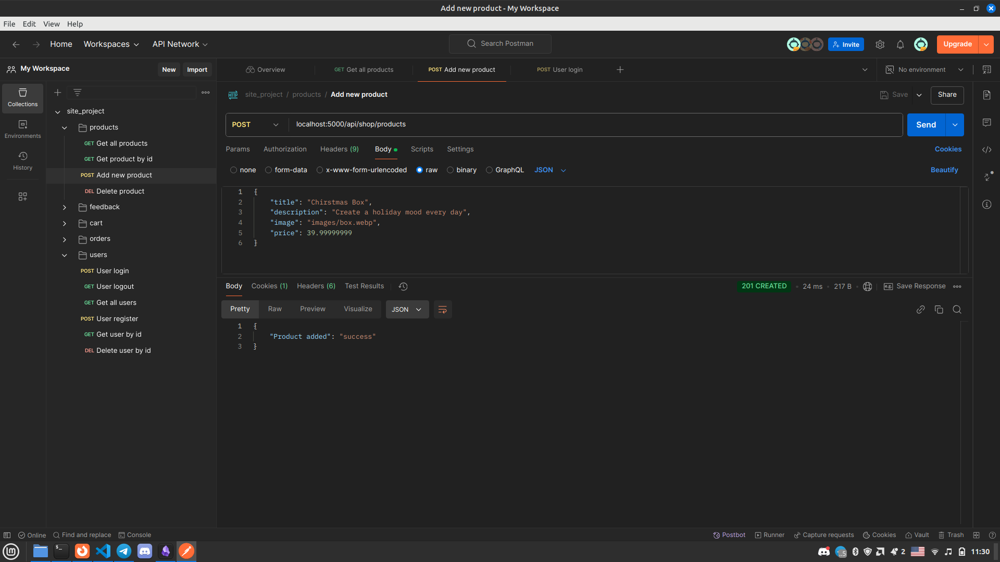 Add new product - My Workspace
File Edit View Help
Home Workspaces API Network
Search Postman
Invite
Upgrade
My Workspace
New Import
Overview
GET Get all products
POST Add new product
POST User login
No environment
Collections
Environments
History
site_project
products
GET Get all products
GET Get product by id
POST Add new product
DEL Delete product
feedback
cart
orders
users
POST User login
GET User logout
GET Get all users
POST User register
GET Get user by id
DEL Delete user by id
HTTP site_project / products / Add new product
Save
Share
POST localhost:5000/api/shop/products
Send
Params Authorization Headers (9) Body Scripts Settings
Cookies
none form-data x-www-form-urlencoded raw binary GraphQL JSON
Beautify
1 {
2 "title": "Chirstmas Box",
3 "description": "Create a holiday mood every day",
4 "image": "images/box.webp",
5 "price": 39.99999999
6 }
Body Cookies (1) Headers (6) Test Results
201 CREATED 24 ms 217 B
e.g. Save Response
Pretty Raw Preview Visualize JSON
1 {
2 "Product added": "success"
3 }
Online Find and replace Console
Postbot Runner Capture requests Cookies Vault Trash
2
11:30